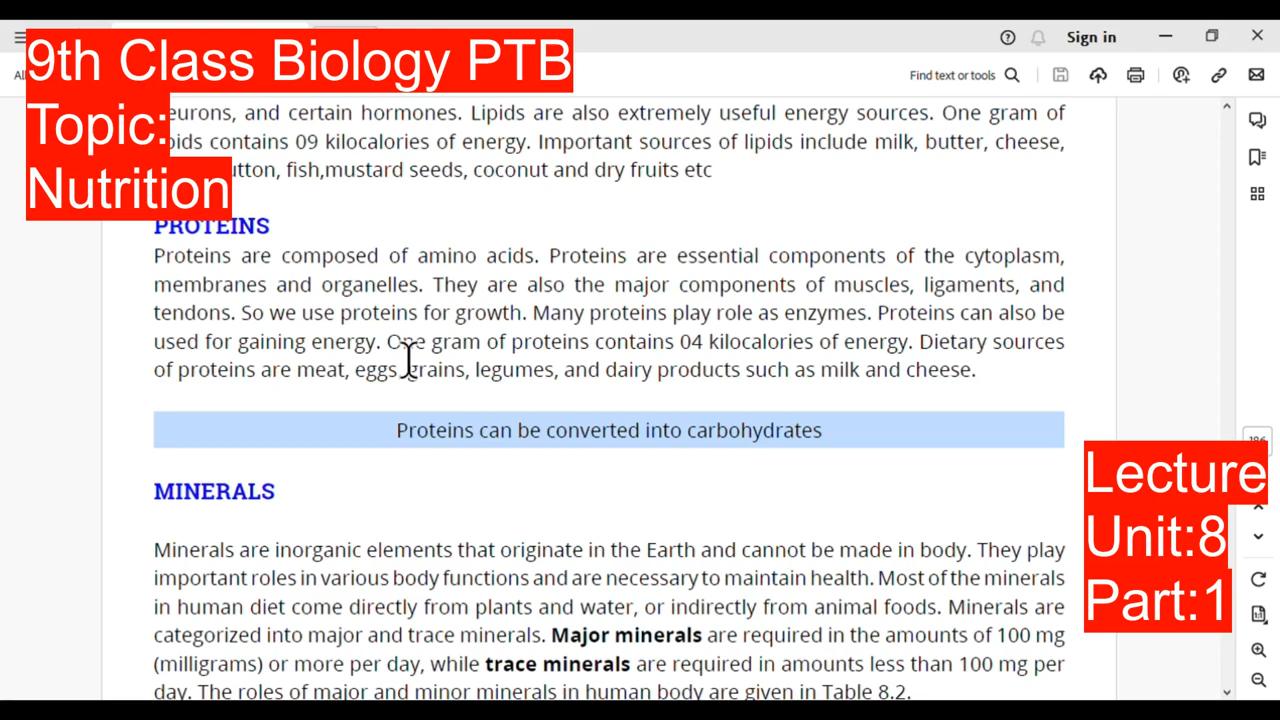 9th Class Biology PTB
Topic:
Nutrition
Sign in
Find text or tools
neurons, and certain hormones. Lipids are also extremely useful energy sources. One gram of
contains 09 kilocalories of energy. Important sources of lipids include milk, butter, cheese,
fish,mustard seeds, coconut and dry fruits etc
PROTEINS
Proteins are composed of amino acids. Proteins are essential components of the cytoplasm,
membranes and organelles. They are also the major components of muscles, ligaments, and
tendons. So we use proteins for growth. Many proteins play role as enzymes. Proteins can also be
used for gaining energy. One gram of proteins contains 04 kilocalories of energy. Dietary sources
of proteins are meat, eggs, grains, legumes, and dairy products such as milk and cheese.
Proteins can be converted into carbohydrates
MINERALS
Minerals are inorganic elements that originate in the Earth and cannot be made in body. They play
important roles in various body functions and are necessary to maintain health. Most of the minerals
in human diet come directly from plants and water, or indirectly from animal foods. Minerals are
categorized into major and trace minerals. Major minerals are required in the amounts of 100 mg
(milligrams) or more per day, while trace minerals are required in amounts less than 100 mg per
day. The roles of major and minor minerals in human body are given in Table 8.2.
Lecture
Unit:8
Part:1